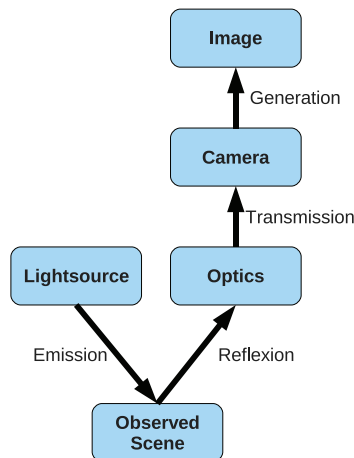 Image
Generation
Camera
Transmission
Lightsource
Optics
Emission
Reflexion
Observed
Scene